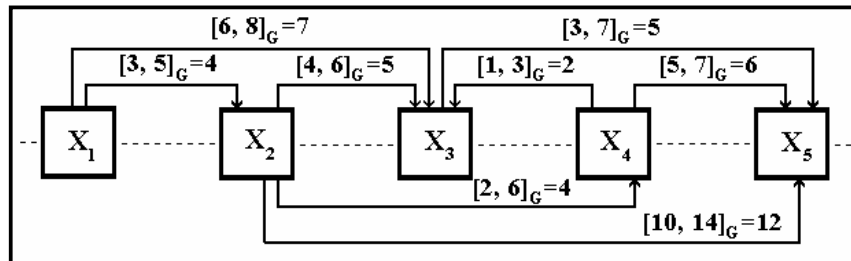 [6, 8]G=7 [3, 7]G=5
[3, 5]G=4 [4, 6]G=5 [1, 3]G=2 [5, 7]G=6
X1 X2 X3 X4 X5
[2, 6]G=4
[10, 14]G=12